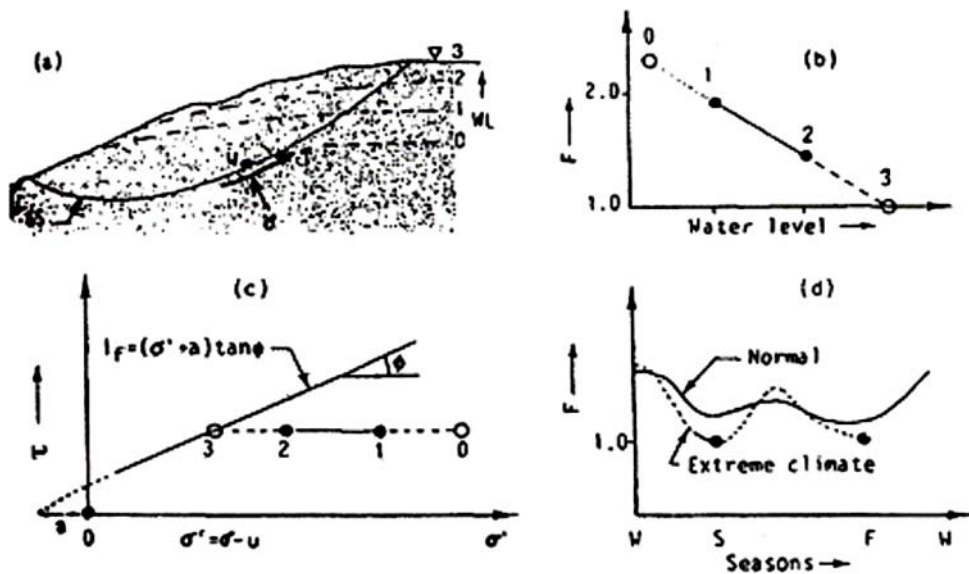 (a)
3
2
1
0
WL
(b)
0
1
2
3
2.0
1.0
F
Water level
(c)
τF=(σ'+a)tanφ
φ
τ
3
2
1
0
a
0
σ'=σ-u
σ'
(d)
Normal
Extreme climate
F
1.0
W
S
F
W
Seasons